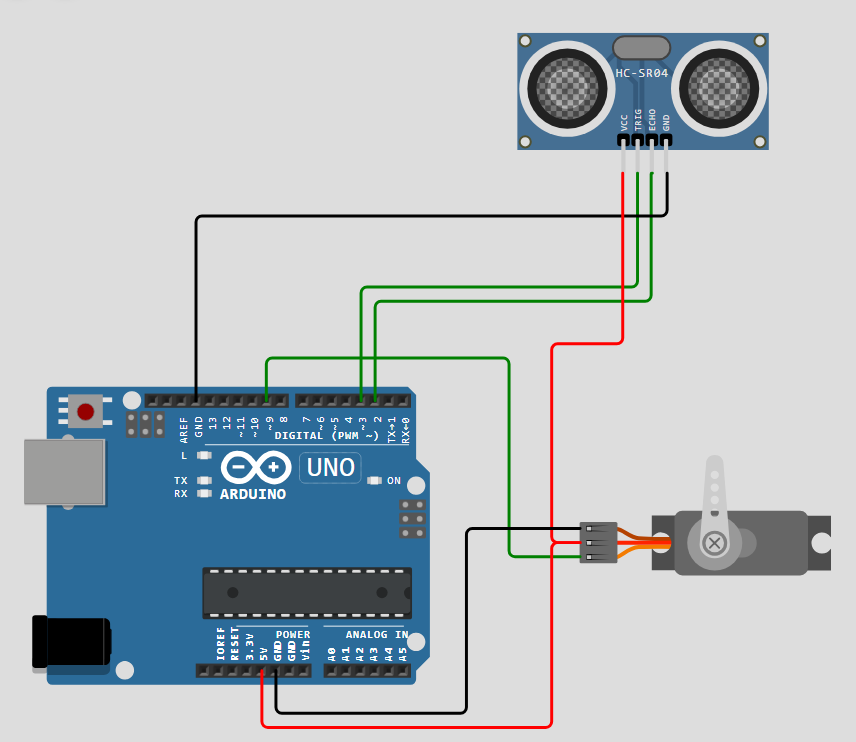 HC-SR04
VCC
TRIG
ECHO
GND
AREF
GND
13
12
~11
~10
~9
8
7
~6
~5
4
~3
2
TX→1
RX←0
DIGITAL (PWM ~)
L
TX
RX
UNO
ON
ARDUINO
POWER
ANALOG IN
IOREF
RESET
3.3V
5V
GND
GND
Vin
A0
A1
A2
A3
A4
A5